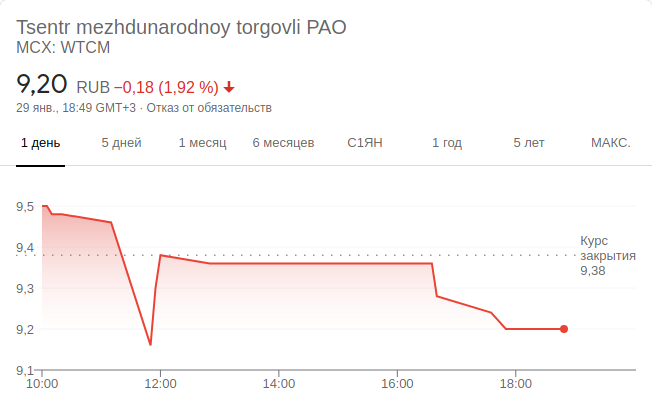 Tsentr mezhdunarodnoy torgovli PAO
MCX: WTCM
9,20 RUB −0,18 (1,92 %)
29 янв., 18:49 GMT+3 · Отказ от обязательств
1 день 5 дней 1 месяц 6 месяцев С1ЯН 1 год 5 лет МАКС.
9,5
9,4
9,3
9,2
9,1
Курс
закрытия
9,38
10:00 12:00 14:00 16:00 18:00